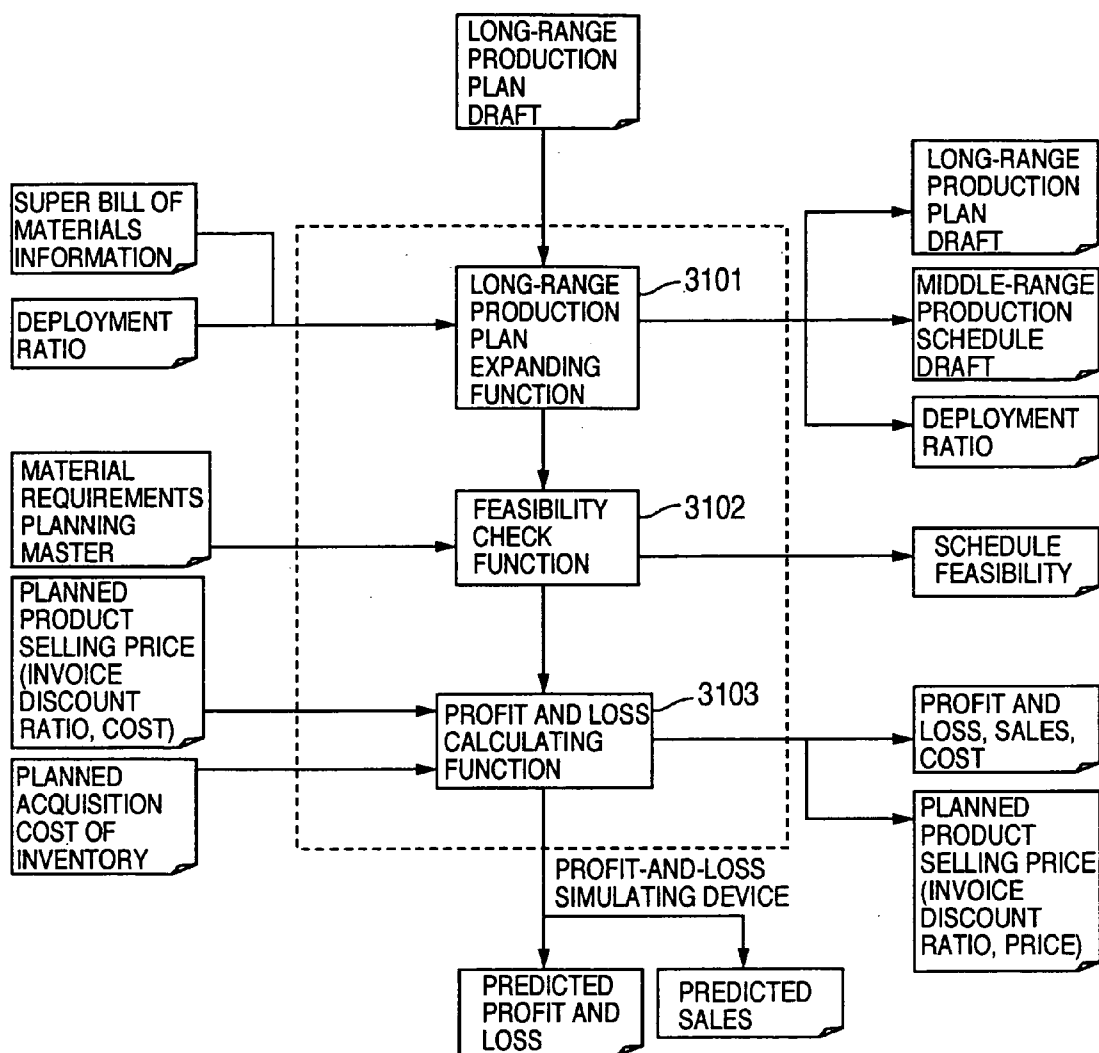 LONG-RANGE
PRODUCTION
PLAN
DRAFT
SUPER BILL OF
MATERIALS
INFORMATION
DEPLOYMENT
RATIO
LONG-RANGE
PRODUCTION
PLAN
EXPANDING
FUNCTION
3101
LONG-RANGE
PRODUCTION
PLAN
DRAFT
MIDDLE-RANGE
PRODUCTION
SCHEDULE
DRAFT
DEPLOYMENT
RATIO
MATERIAL
REQUIREMENTS
PLANNING
MASTER
FEASIBILITY
CHECK
FUNCTION
3102
SCHEDULE
FEASIBILITY
PLANNED
PRODUCT
SELLING PRICE
(INVOICE
DISCOUNT
RATIO, COST)
PLANNED
ACQUISITION
COST OF
INVENTORY
PROFIT AND LOSS
CALCULATING
FUNCTION
3103
PROFIT AND
LOSS, SALES,
COST
PLANNED
PRODUCT
SELLING PRICE
(INVOICE
DISCOUNT
RATIO, PRICE)
PROFIT-AND-LOSS
SIMULATING DEVICE
PREDICTED
PROFIT AND
LOSS
PREDICTED
SALES